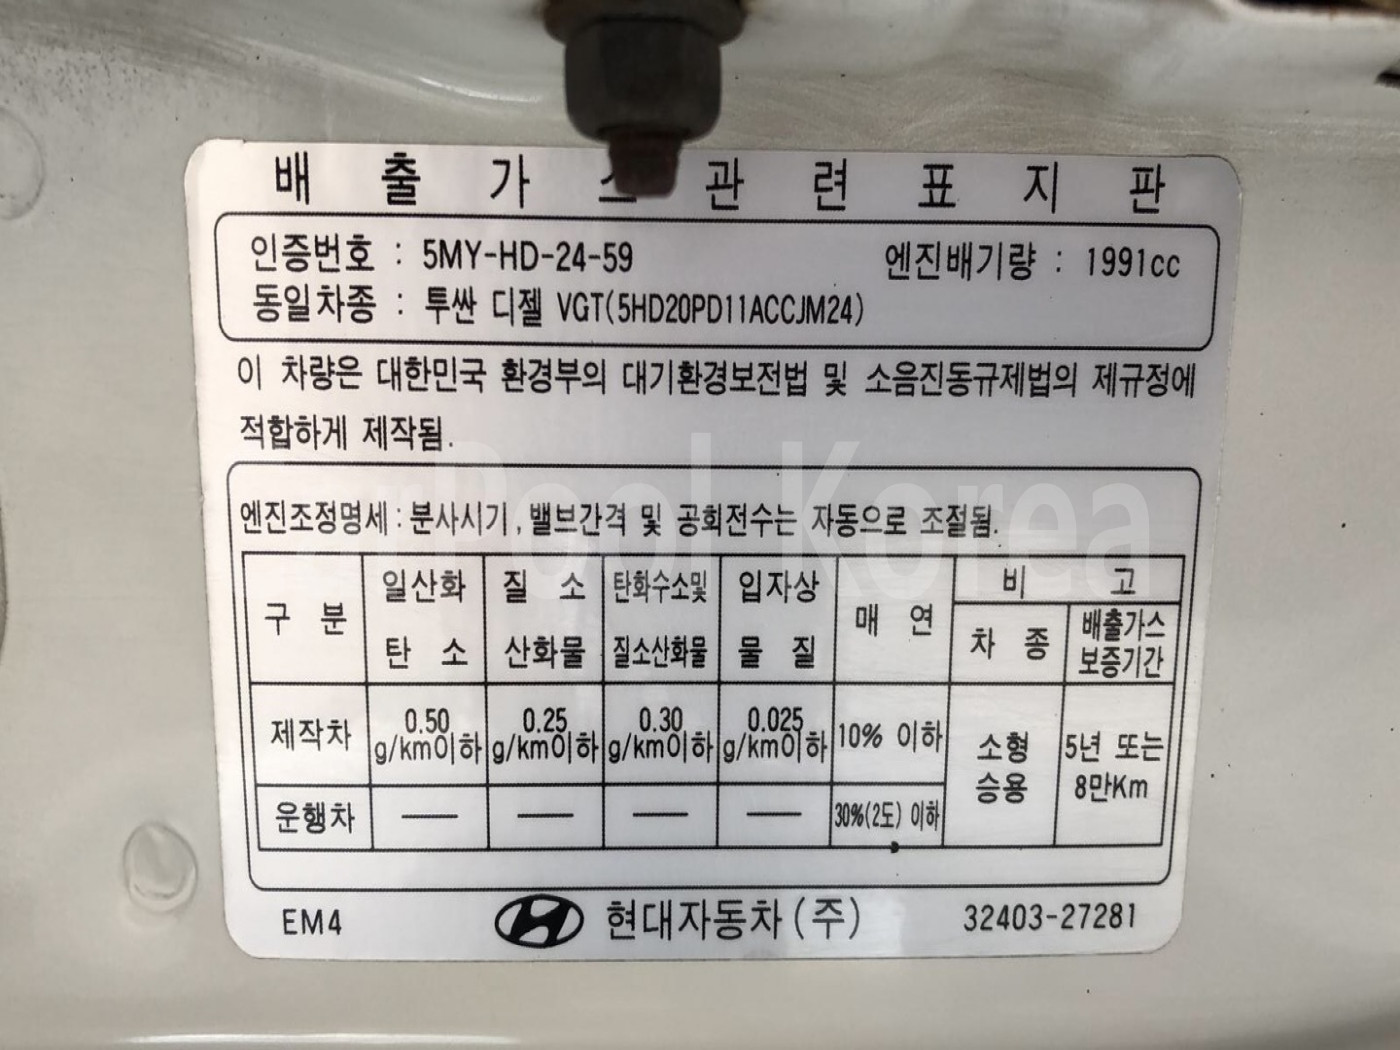 배 출 가 스 관 련 표 지 판
인증번호 : 5MY-HD-24-59 엔진배기량 : 1991cc
동일차종 : 투싼 디젤 VGT(5HD20PD11ACCJM24)
이 차량은 대한민국 환경부의 대기환경보전법 및 소음진동규제법의 제규정에
적합하게 제작됨.
엔진조정명세 : 분사시기, 밸브간격 및 공회전수는 자동으로 조절됨.
구 분 일산화 탄 소 질 소 산화물 탄화수소및 질소산화물 입자상 물 질 매 연 비 고
차 종 배출가스 보증기간
제작차 0.50 g/km이하 0.25 g/km이하 0.30 g/km이하 0.025 g/km이하 10% 이하 소형 승용 5년 또는 8만Km
운행차 — — — — 30%(2도) 이하
EM4 현대자동차(주) 32403-27281
Pool Korea